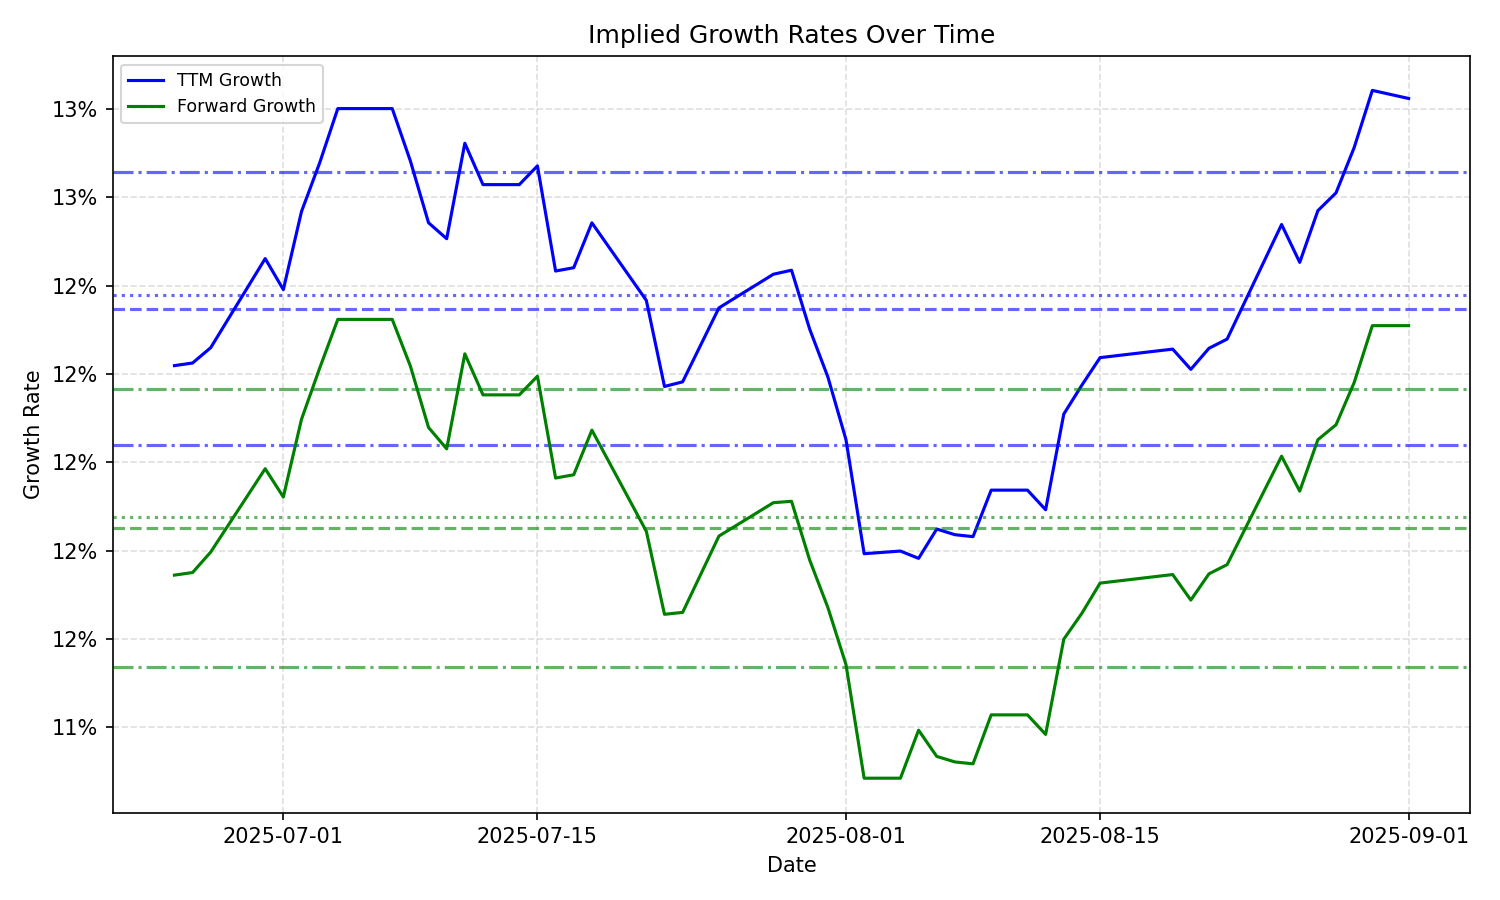 Implied Growth Rates Over Time
TTM Growth
Forward Growth
13%
13%
12%
12%
12%
12%
12%
11%
Growth Rate
2025-07-01
2025-07-15
2025-08-01
2025-08-15
2025-09-01
Date